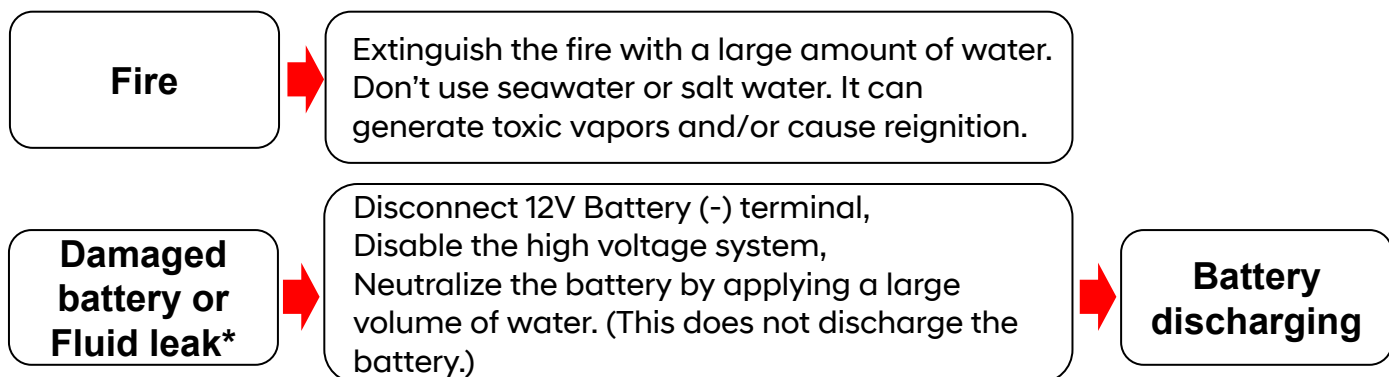 Fire
Extinguish the fire with a large amount of water.
Don’t use seawater or salt water. It can
generate toxic vapors and/or cause reignition.
Damaged
battery or
Fluid leak*
Disconnect 12V Battery (-) terminal,
Disable the high voltage system,
Neutralize the battery by applying a large
volume of water. (This does not discharge the
battery.)
Battery
discharging